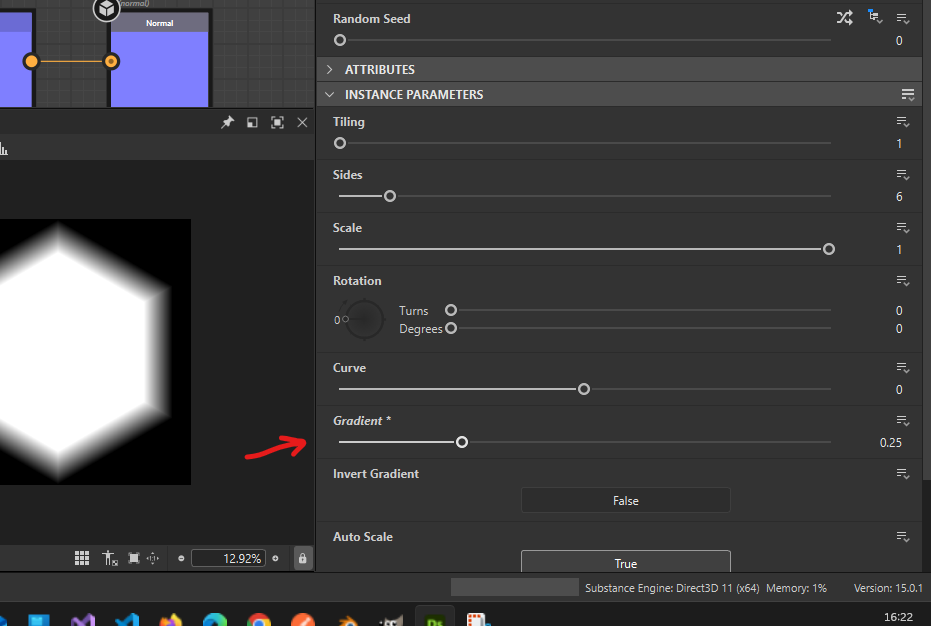 normal)
Normal
Random Seed
0
ATTRIBUTES
INSTANCE PARAMETERS
Tiling
1
Sides
6
Scale
1
Rotation
0
Turns 0
Degrees 0
Curve
0
Gradient *
0.25
Invert Gradient
False
Auto Scale
True
12.92%
Substance Engine: Direct3D 11 (x64) Memory: 1% Version: 15.0.1
Ds
16:22